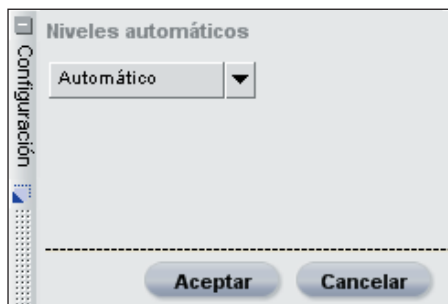 Niveles automáticos
Configuración
Automático
Aceptar
Cancelar